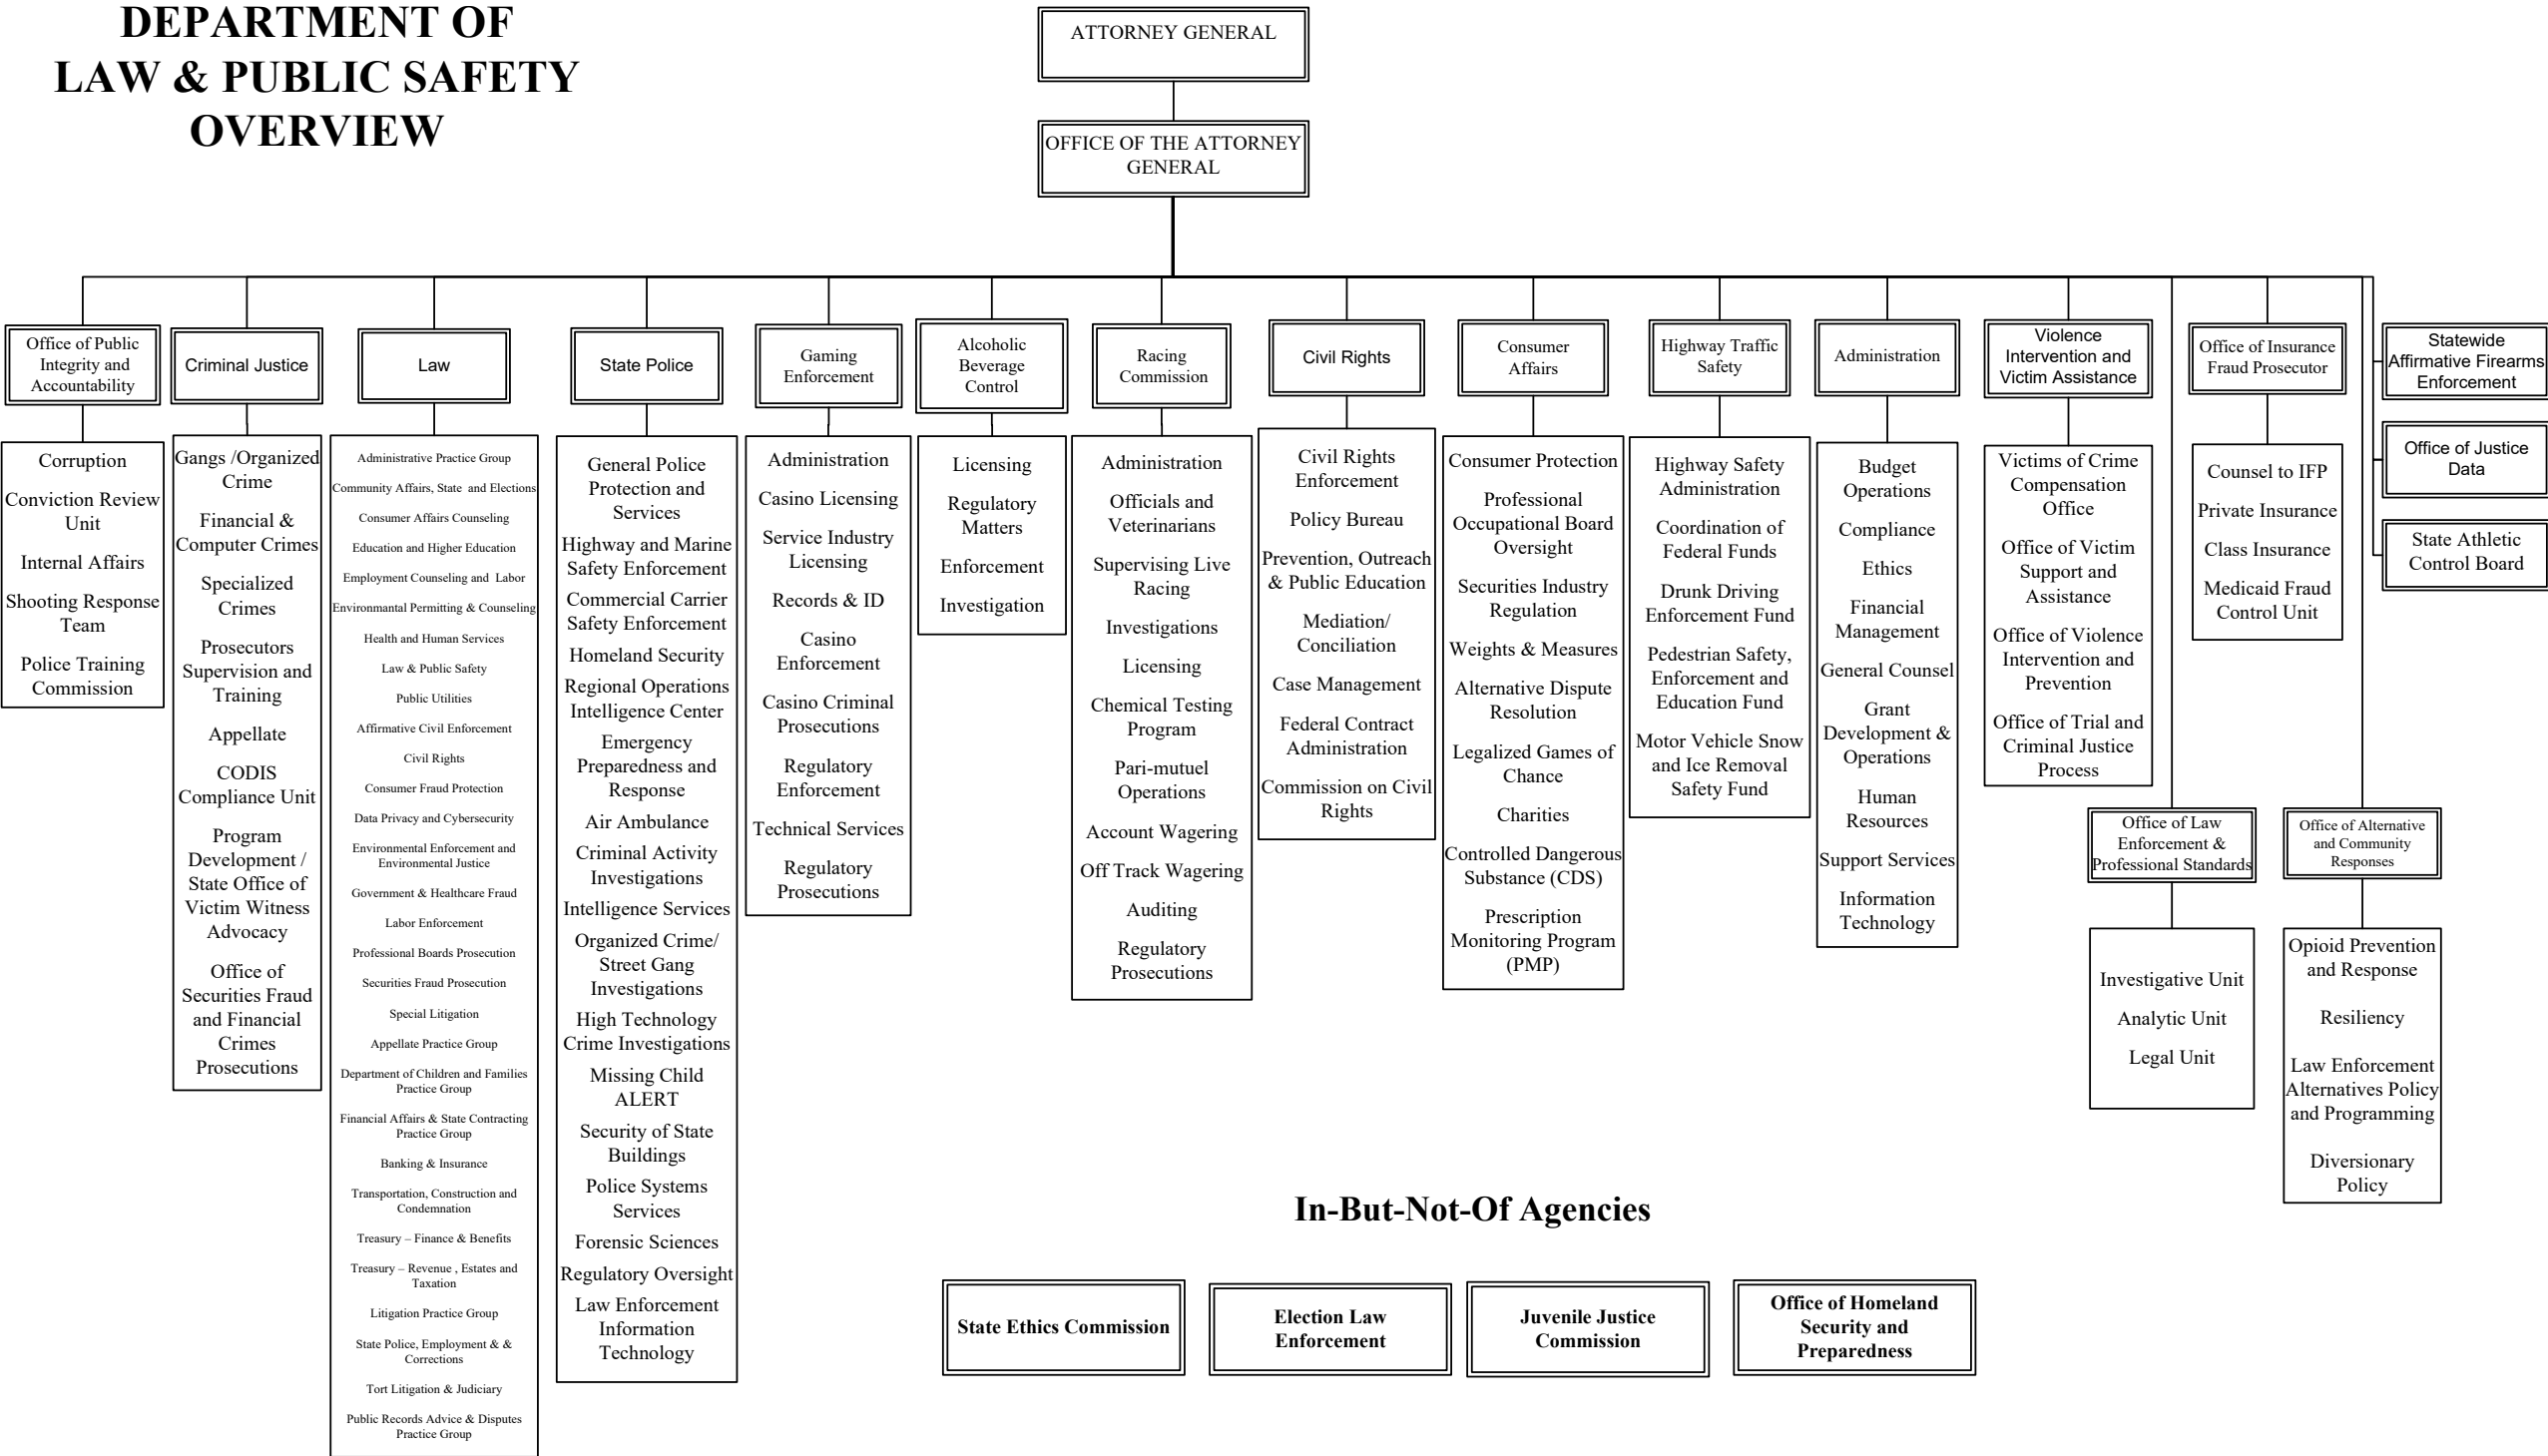 DEPARTMENT OF
LAW & PUBLIC SAFETY
OVERVIEW
ATTORNEY GENERAL
OFFICE OF THE ATTORNEY
GENERAL
Office of Public
Integrity and
Accountability
Corruption
Conviction Review
Unit
Internal Affairs
Shooting Response
Team
Police Training
Commission
Criminal Justice
Gangs /Organized
Crime
Financial &
Computer Crimes
Specialized
Crimes
Prosecutors
Supervision and
Training
Appellate
CODIS
Compliance Unit
Program
Development /
State Office of
Victim Witness
Advocacy
Office of
Securities Fraud
and Financial
Crimes
Prosecutions
Law
Administrative Practice Group
Community Affairs, State and Elections
Consumer Affairs Counseling
Education and Higher Education
Employment Counseling and Labor
Environmantal Permitting & Counseling
Health and Human Services
Law & Public Safety
Public Utilities
Affirmative Civil Enforcement
Civil Rights
Consumer Fraud Protection
Data Privacy and Cybersecurity
Environmental Enforcement and
Environmental Justice
Government & Healthcare Fraud
Labor Enforcement
Professional Boards Prosecution
Securities Fraud Prosecution
Special Litigation
Appellate Practice Group
Department of Children and Families
Practice Group
Financial Affairs & State Contracting
Practice Group
Banking & Insurance
Transportation, Construction and
Condemnation
Treasury – Finance & Benefits
Treasury – Revenue , Estates and
Taxation
Litigation Practice Group
State Police, Employment & &
Corrections
Tort Litigation & Judiciary
Public Records Advice & Disputes
Practice Group
State Police
General Police
Protection and
Services
Highway and Marine
Safety Enforcement
Commercial Carrier
Safety Enforcement
Homeland Security
Regional Operations
Intelligence Center
Emergency
Preparedness and
Response
Air Ambulance
Criminal Activity
Investigations
Intelligence Services
Organized Crime/
Street Gang
Investigations
High Technology
Crime Investigations
Missing Child
ALERT
Security of State
Buildings
Police Systems
Services
Forensic Sciences
Regulatory Oversight
Law Enforcement
Information
Technology
Gaming
Enforcement
Administration
Casino Licensing
Service Industry
Licensing
Records & ID
Casino
Enforcement
Casino Criminal
Prosecutions
Regulatory
Enforcement
Technical Services
Regulatory
Prosecutions
Alcoholic
Beverage
Control
Licensing
Regulatory
Matters
Enforcement
Investigation
Racing
Commission
Administration
Officials and
Veterinarians
Supervising Live
Racing
Investigations
Licensing
Chemical Testing
Program
Pari-mutuel
Operations
Account Wagering
Off Track Wagering
Auditing
Regulatory
Prosecutions
Civil Rights
Civil Rights
Enforcement
Policy Bureau
Prevention, Outreach
& Public Education
Mediation/
Conciliation
Case Management
Federal Contract
Administration
Commission on Civil
Rights
Consumer
Affairs
Consumer Protection
Professional
Occupational Board
Oversight
Securities Industry
Regulation
Weights & Measures
Alternative Dispute
Resolution
Legalized Games of
Chance
Charities
Controlled Dangerous
Substance (CDS)
Prescription
Monitoring Program
(PMP)
Highway Traffic
Safety
Highway Safety
Administration
Coordination of
Federal Funds
Drunk Driving
Enforcement Fund
Pedestrian Safety,
Enforcement and
Education Fund
Motor Vehicle Snow
and Ice Removal
Safety Fund
Administration
Budget
Operations
Compliance
Ethics
Financial
Management
General Counsel
Grant
Development &
Operations
Human
Resources
Support Services
Information
Technology
Violence
Intervention and
Victim Assistance
Victims of Crime
Compensation
Office
Office of Victim
Support and
Assistance
Office of Violence
Intervention and
Prevention
Office of Trial and
Criminal Justice
Process
Office of Law
Enforcement &
Professional Standards
Investigative Unit
Analytic Unit
Legal Unit
Office of Insurance
Fraud Prosecutor
Counsel to IFP
Private Insurance
Class Insurance
Medicaid Fraud
Control Unit
Office of Alternative
and Community
Responses
Opioid Prevention
and Response
Resiliency
Law Enforcement
Alternatives Policy
and Programming
Diversionary
Policy
Statewide
Affirmative Firearms
Enforcement
Office of Justice
Data
State Athletic
Control Board
In-But-Not-Of Agencies
State Ethics Commission
Election Law
Enforcement
Juvenile Justice
Commission
Office of Homeland
Security and
Preparedness